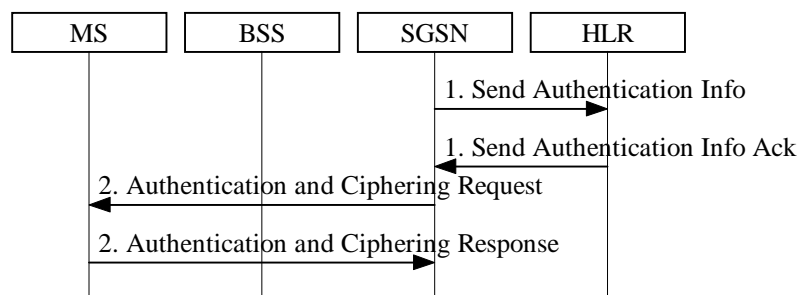 MS BSS SGSN HLR
1. Send Authentication Info
1. Send Authentication Info Ack
2. Authentication and Ciphering Request
2. Authentication and Ciphering Response